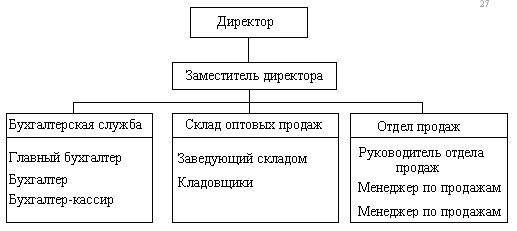 27
Директор
Заместитель директора
Бухгалтерская служба
Главный бухгалтер
Бухгалтер
Бухгалтер-кассир
Склад оптовых продаж
Заведующий складом
Кладовщики
Отдел продаж
Руководитель отдела
продаж
Менеджер по продажам
Менеджер по продажам